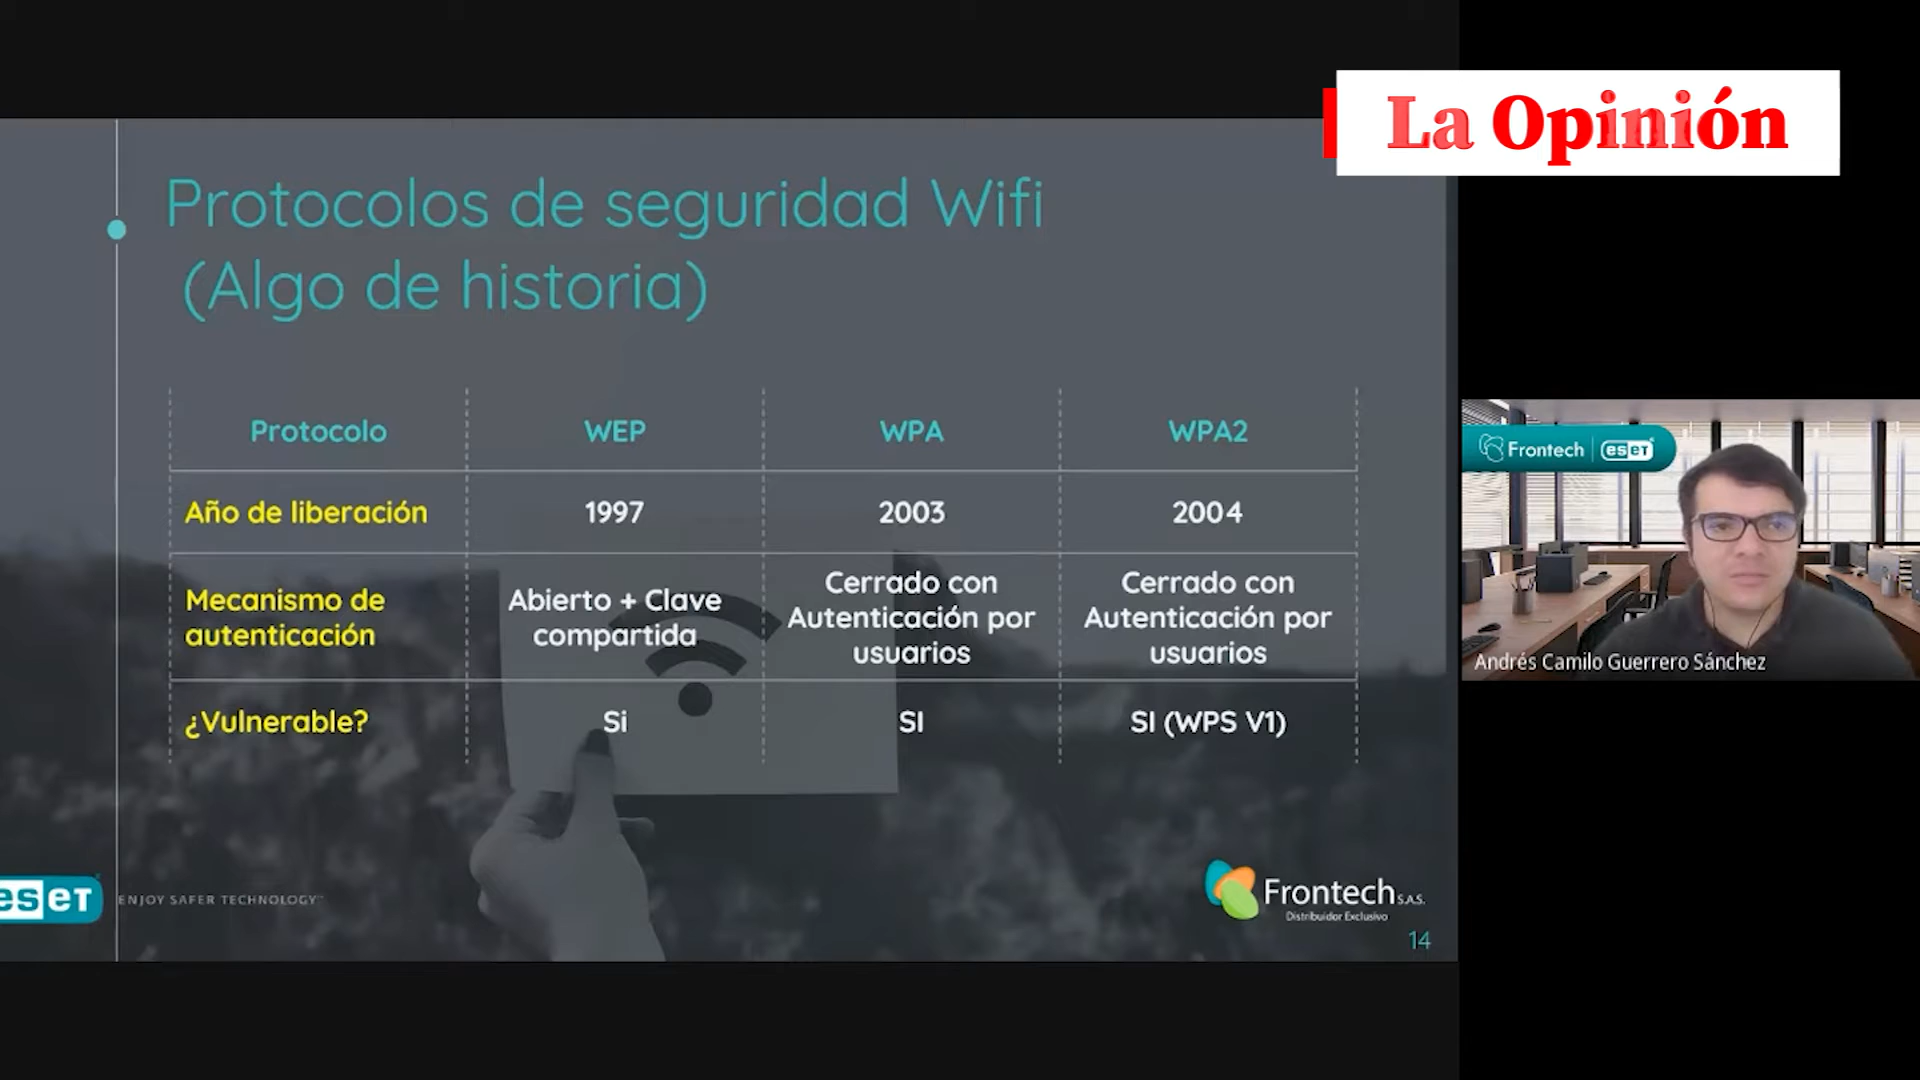 La Opinión
Protocolos de seguridad Wifi
(Algo de historia)
Protocolo WEP WPA WPA2
Año de liberación 1997 2003 2004
Mecanismo de autenticación
Abierto + Clave compartida
Cerrado con Autenticación por usuarios
Cerrado con Autenticación por usuarios
¿Vulnerable? Si SI SI (WPS V1)
eseT ENJOY SAFER TECHNOLOGY™
Frontech S.A.S.
Distribuidor Exclusivo
14
Frontech eseT
Andrés Camilo Guerrero Sánchez